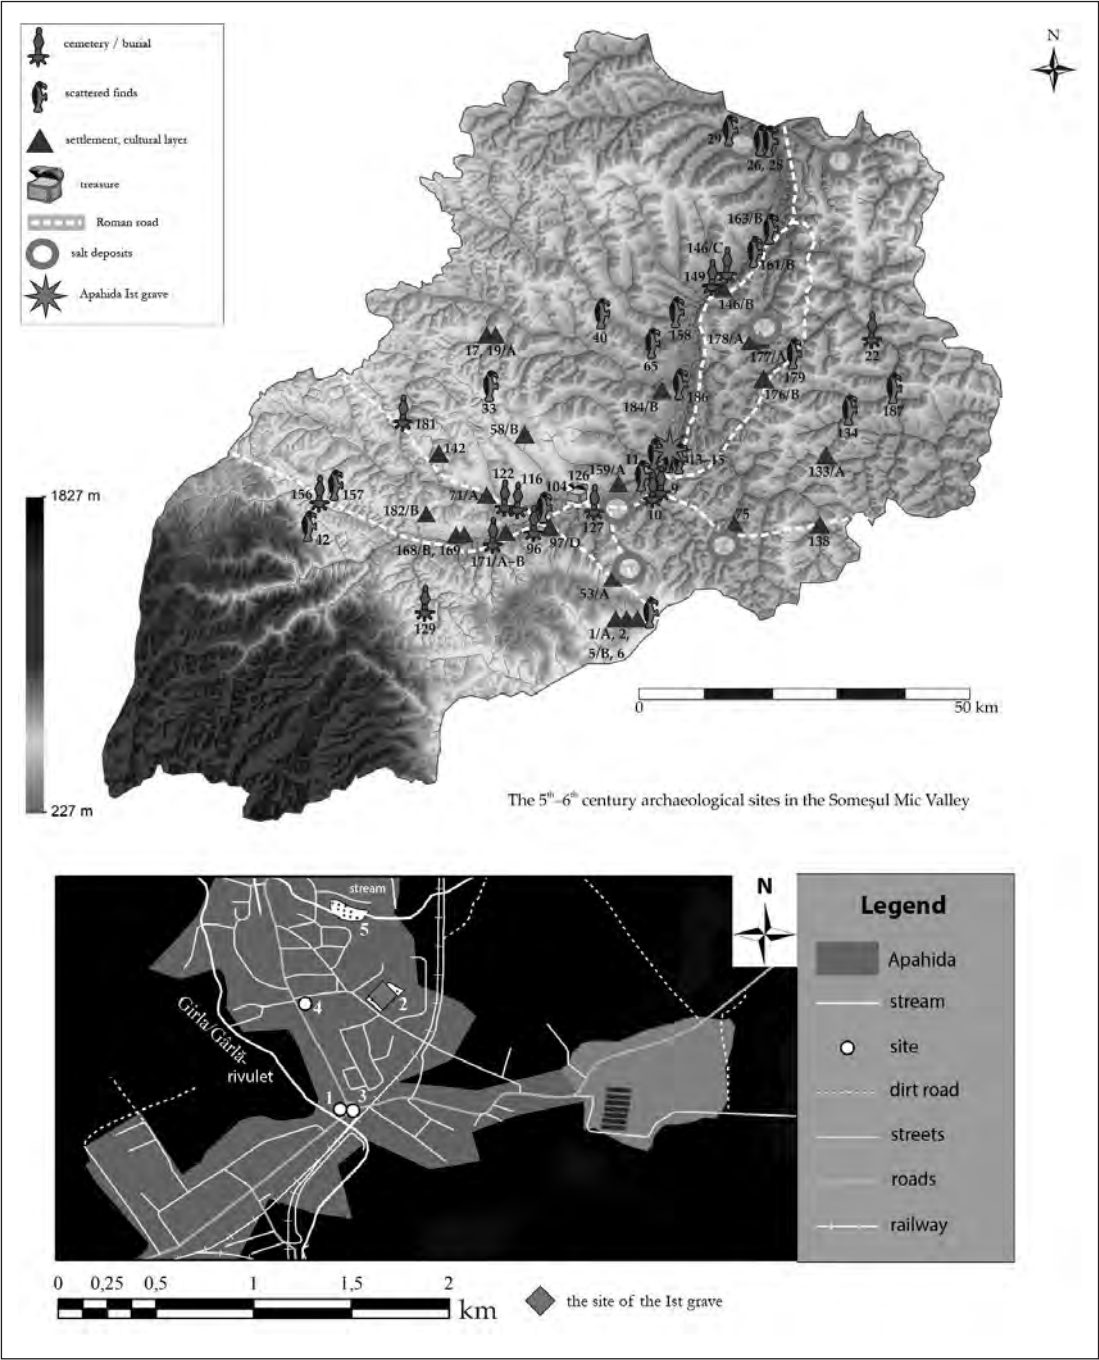 cemetery / burial
scattered finds
settlement, cultural layer
treasure
Roman road
salt deposits
Apahida Ist grave
N
29
26, 28
163/B
146/C
161/B
149
146/B
40
158
178/A
177/A
22
17, 19/A
65
179
33
184/B
186
176/B
187
181
58/B
134
142
11
13–15
133/A
122
116
126
159/A
9
156
157
71/A
104
10
75
182/B
127
42
96
97/D
138
168/B, 169
171/A–B
53/A
129
1/A, 2,
5/B, 6
1827 m
227 m
0
50 km
The 5th–6th century archaeological sites in the Someșul Mic Valley
stream
5
N
Legend
Apahida
2
4
stream
Gîrla/Gârlă-
rivulet
site
1
3
dirt road
streets
roads
railway
0 0,25 0,5 1 1,5 2
km
the site of the Ist grave